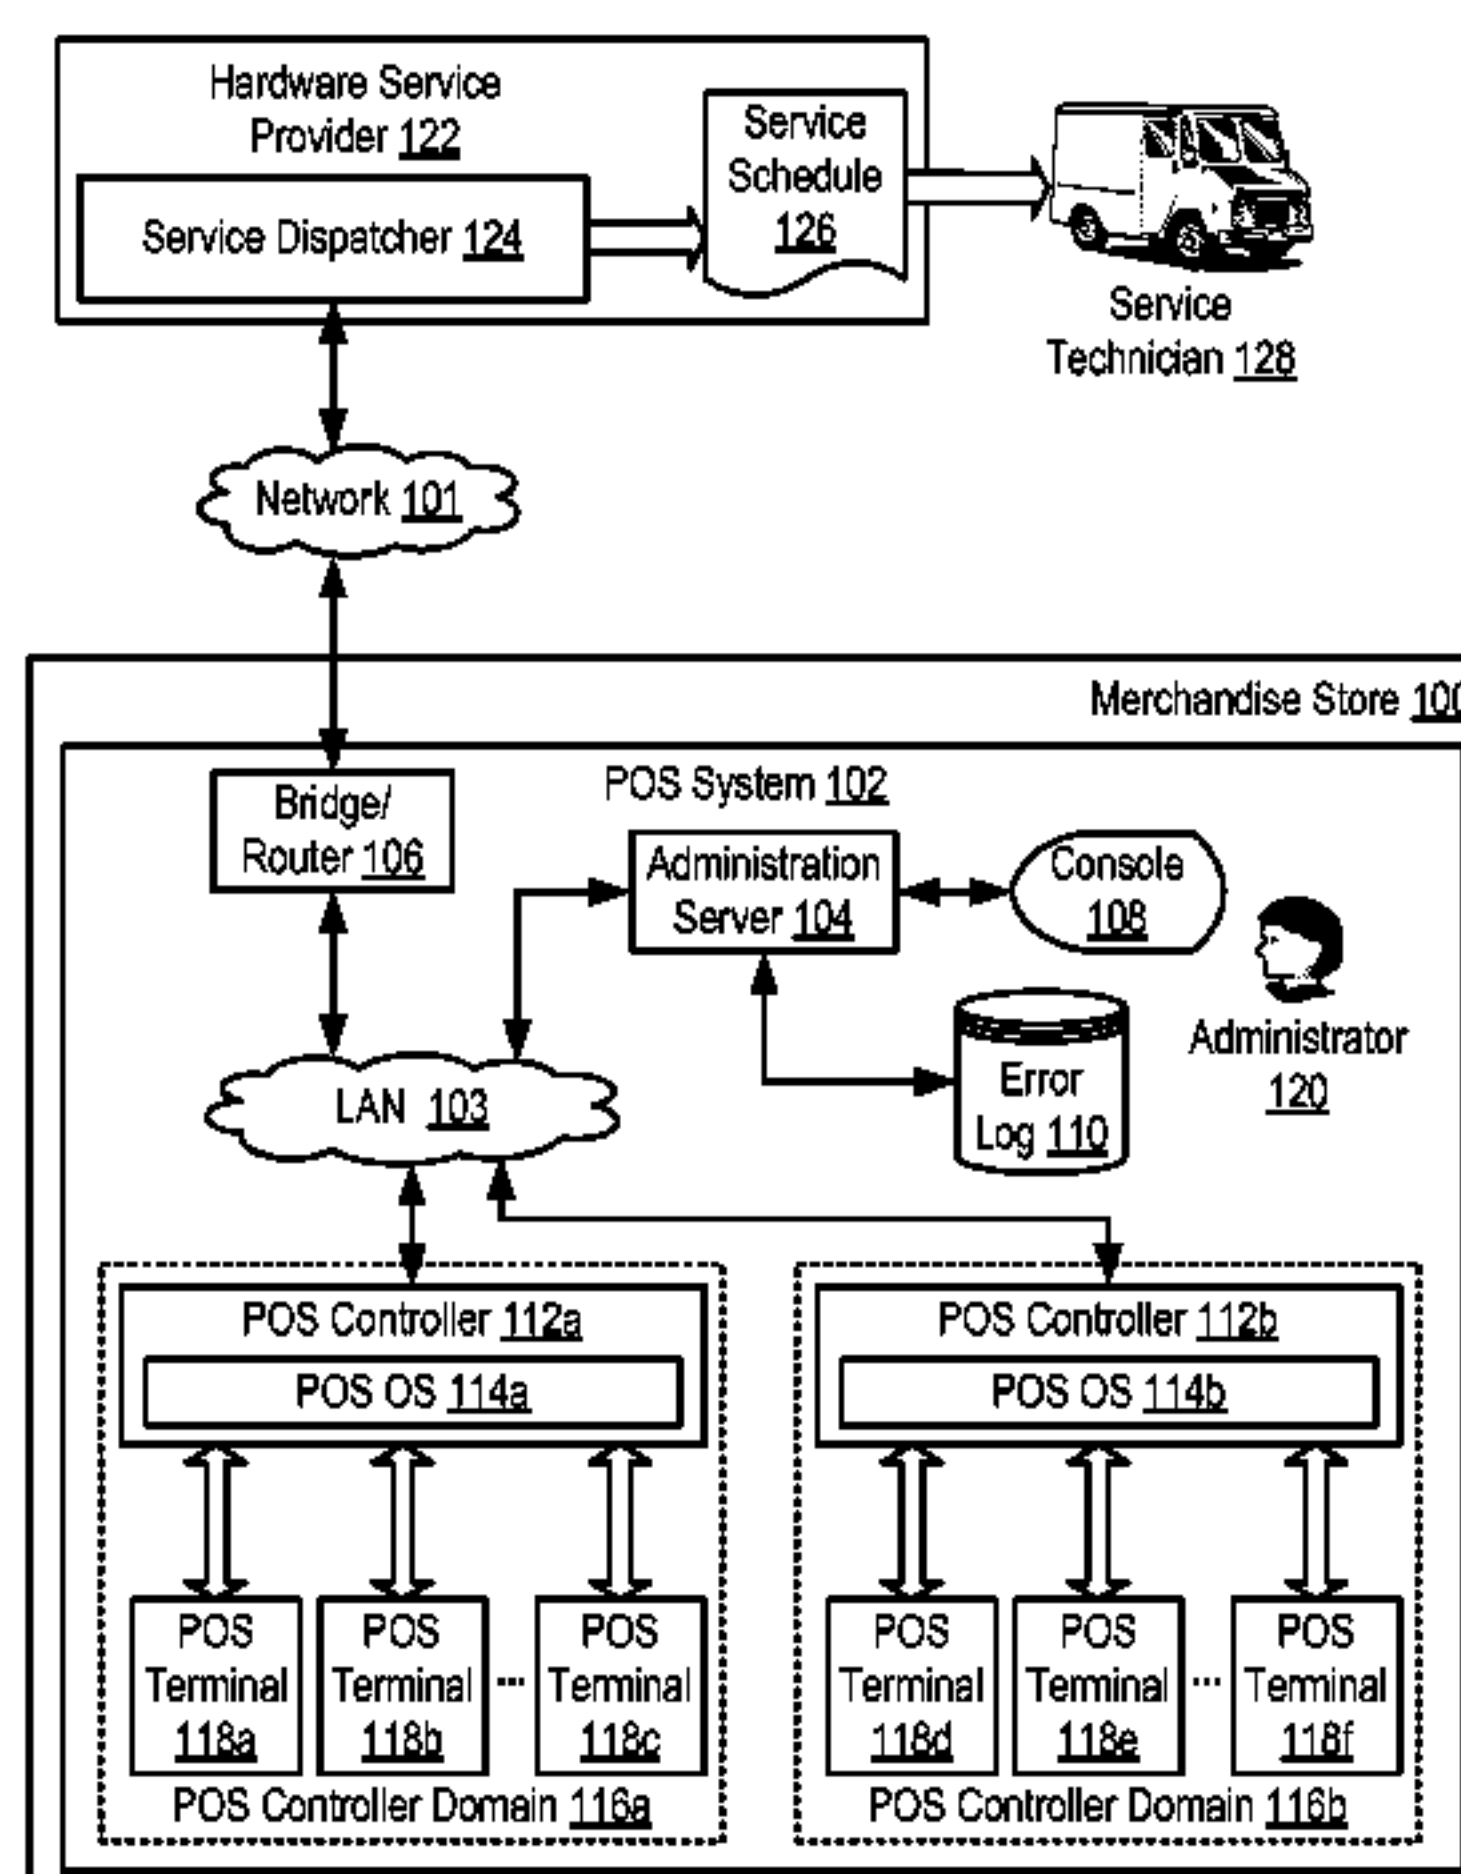 Hardware Service
Provider 122
Service Dispatcher 124
Service
Schedule
126
Service
Technician 128
Network 101
Merchandise Store 100
POS System 102
Bridge/
Router 106
Administration
Server 104
Console
108
Administrator
120
Error
Log 110
LAN 103
POS Controller 112a
POS OS 114a
POS Controller 112b
POS OS 114b
POS
Terminal
118a
POS
Terminal
118b
...
POS
Terminal
118c
POS Controller Domain 116a
POS
Terminal
118d
POS
Terminal
118e
...
POS
Terminal
118f
POS Controller Domain 116b